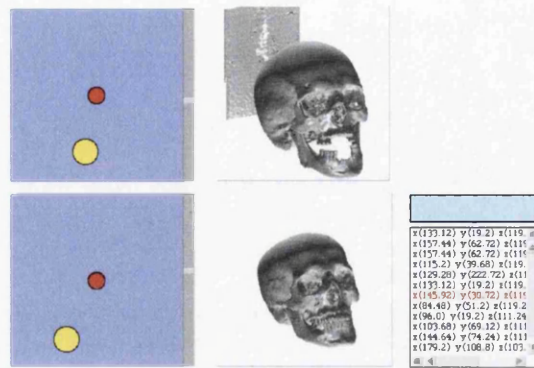 x(133.12) y(19.2) z(119.
x(157.44) y(62.72) z(119
x(157.44) y(62.72) z(119
x(115.2) y(39.68) z(119.
x(129.28) y(222.72) z(11
x(133.12) y(19.2) z(119.
x(145.92) y(30.72) z(119
x(84.48) y(51.2) z(119.2
x(96.0) y(19.2) z(111.24
x(103.68) y(69.12) z(111
x(144.64) y(74.24) z(111
x(179.2) y(108.8) z(103.